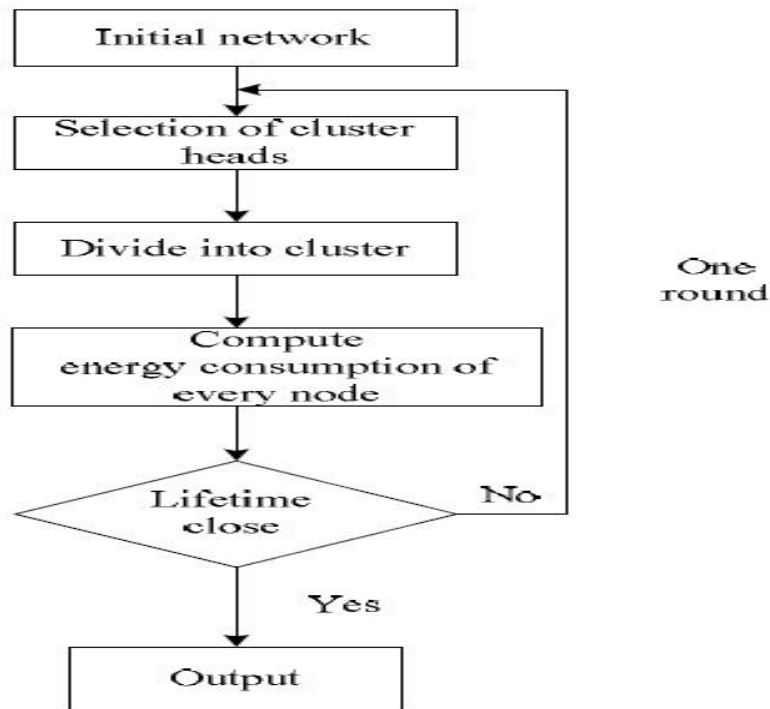 Initial network
Selection of cluster
heads
Divide into cluster
One
round
Compute
energy consumption of
every node
Lifetime
close
No
Yes
Output